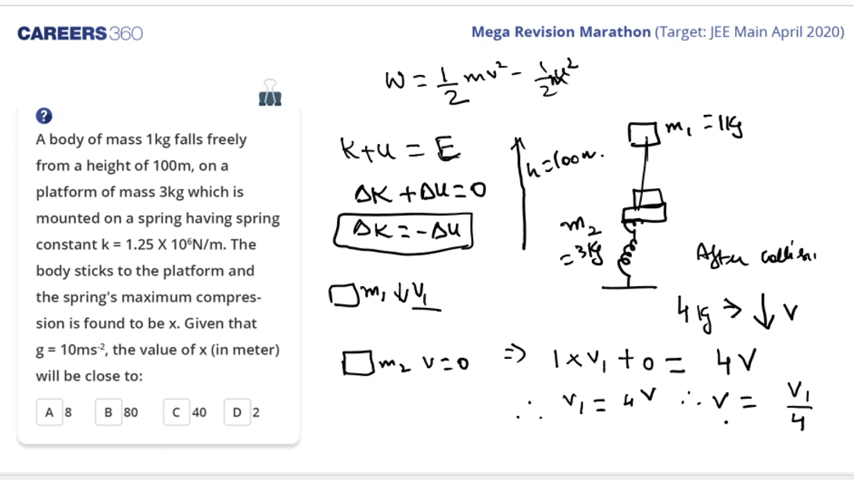 CAREERS360
Mega Revision Marathon (Target: JEE Main April 2020)
?
A body of mass 1kg falls freely
from a height of 100m, on a
platform of mass 3kg which is
mounted on a spring having spring
constant k = 1.25 X 10⁶N/m. The
body sticks to the platform and
the spring's maximum compres-
sion is found to be x. Given that
g = 10ms⁻², the value of x (in meter)
will be close to:
A 8 B 80 C 40 D 2
W = 1/2 mv² - 1/2 mu²
K+U = E
ΔK + ΔU = 0
ΔK = -ΔU
h = 100m.
m₁ = 1Kg
m₂
= 3Kg
After collisn.
m₁ ↓ v₁
4Kg → ↓ v
m₂ v=0 ⇒ 1×v₁ + 0 = 4V
∴ v₁ = 4V ∴ v = v₁/4